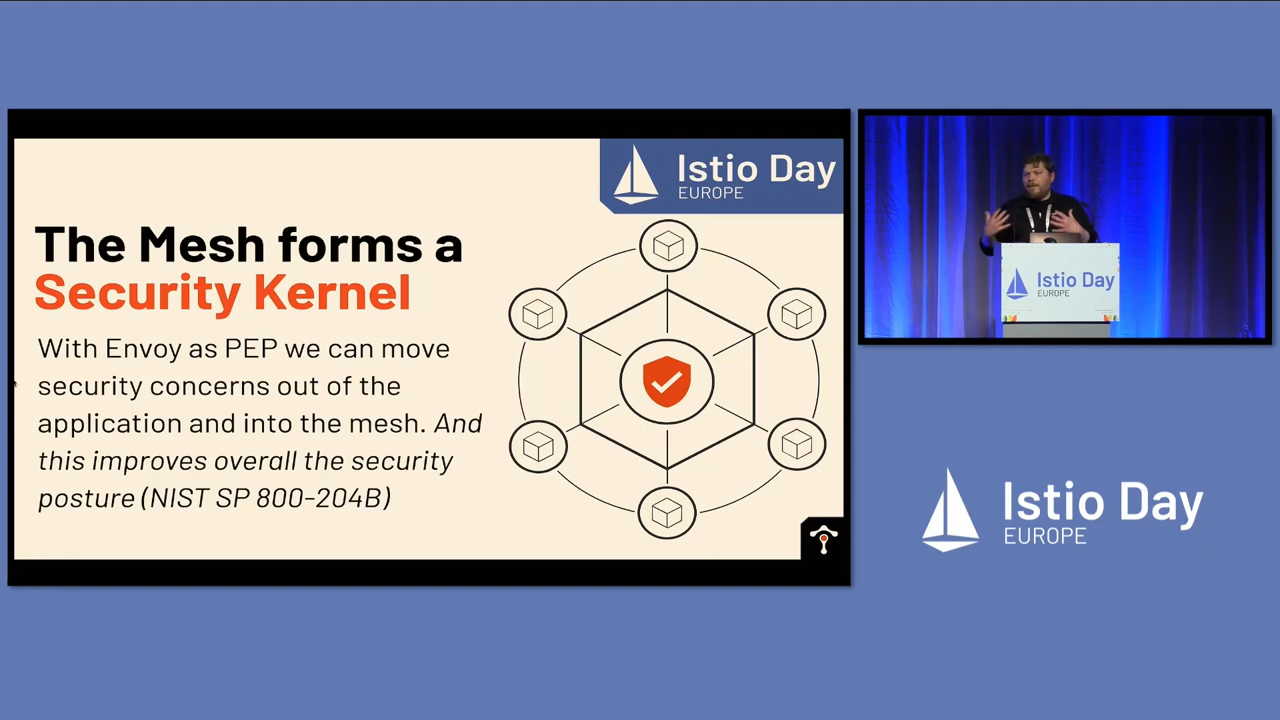 Istio Day
EUROPE
The Mesh forms a
Security Kernel
With Envoy as PEP we can move
security concerns out of the
application and into the mesh. And
this improves overall the security
posture (NIST SP 800-204B)
Istio Day
EUROPE
Istio Day
EUROPE